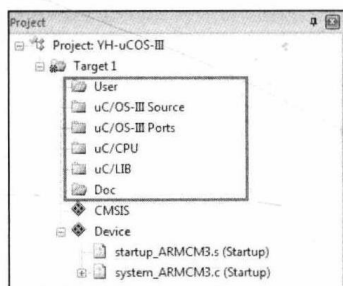 Project
Project: YH-uCOS-Ⅲ
Target 1
User
uC/OS-Ⅲ Source
uC/OS-Ⅲ Ports
uC/CPU
uC/LIB
Doc
CMSIS
Device
startup_ARMCM3.s (Startup)
system_ARMCM3.c (Startup)